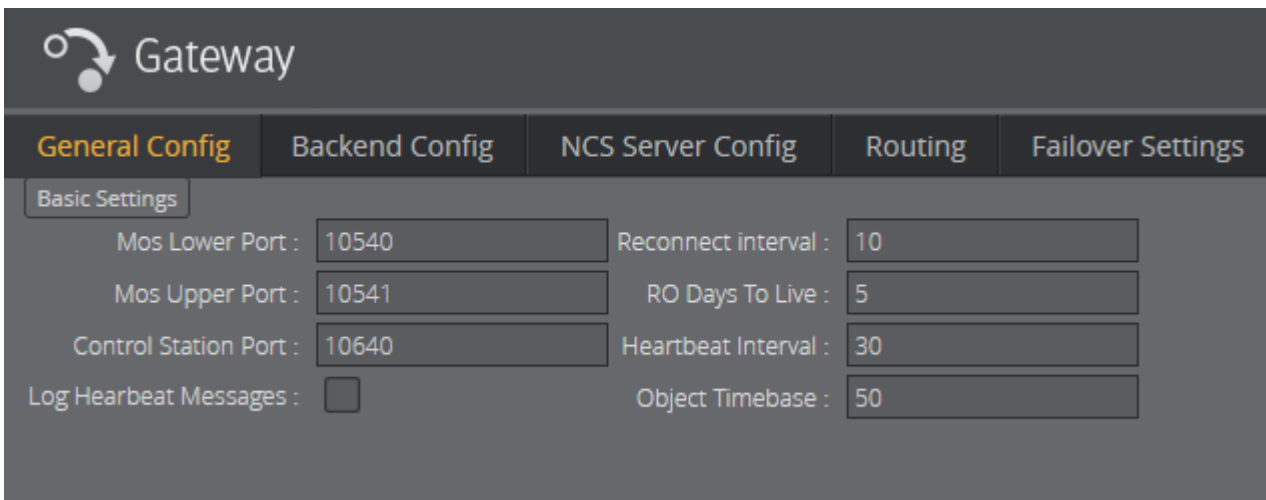 Gateway
General Config Backend Config NCS Server Config Routing Failover Settings
Basic Settings
Mos Lower Port : 10540 Reconnect interval : 10
Mos Upper Port : 10541 RO Days To Live : 5
Control Station Port : 10640 Heartbeat Interval : 30
Log Hearbeat Messages : Object Timebase : 50